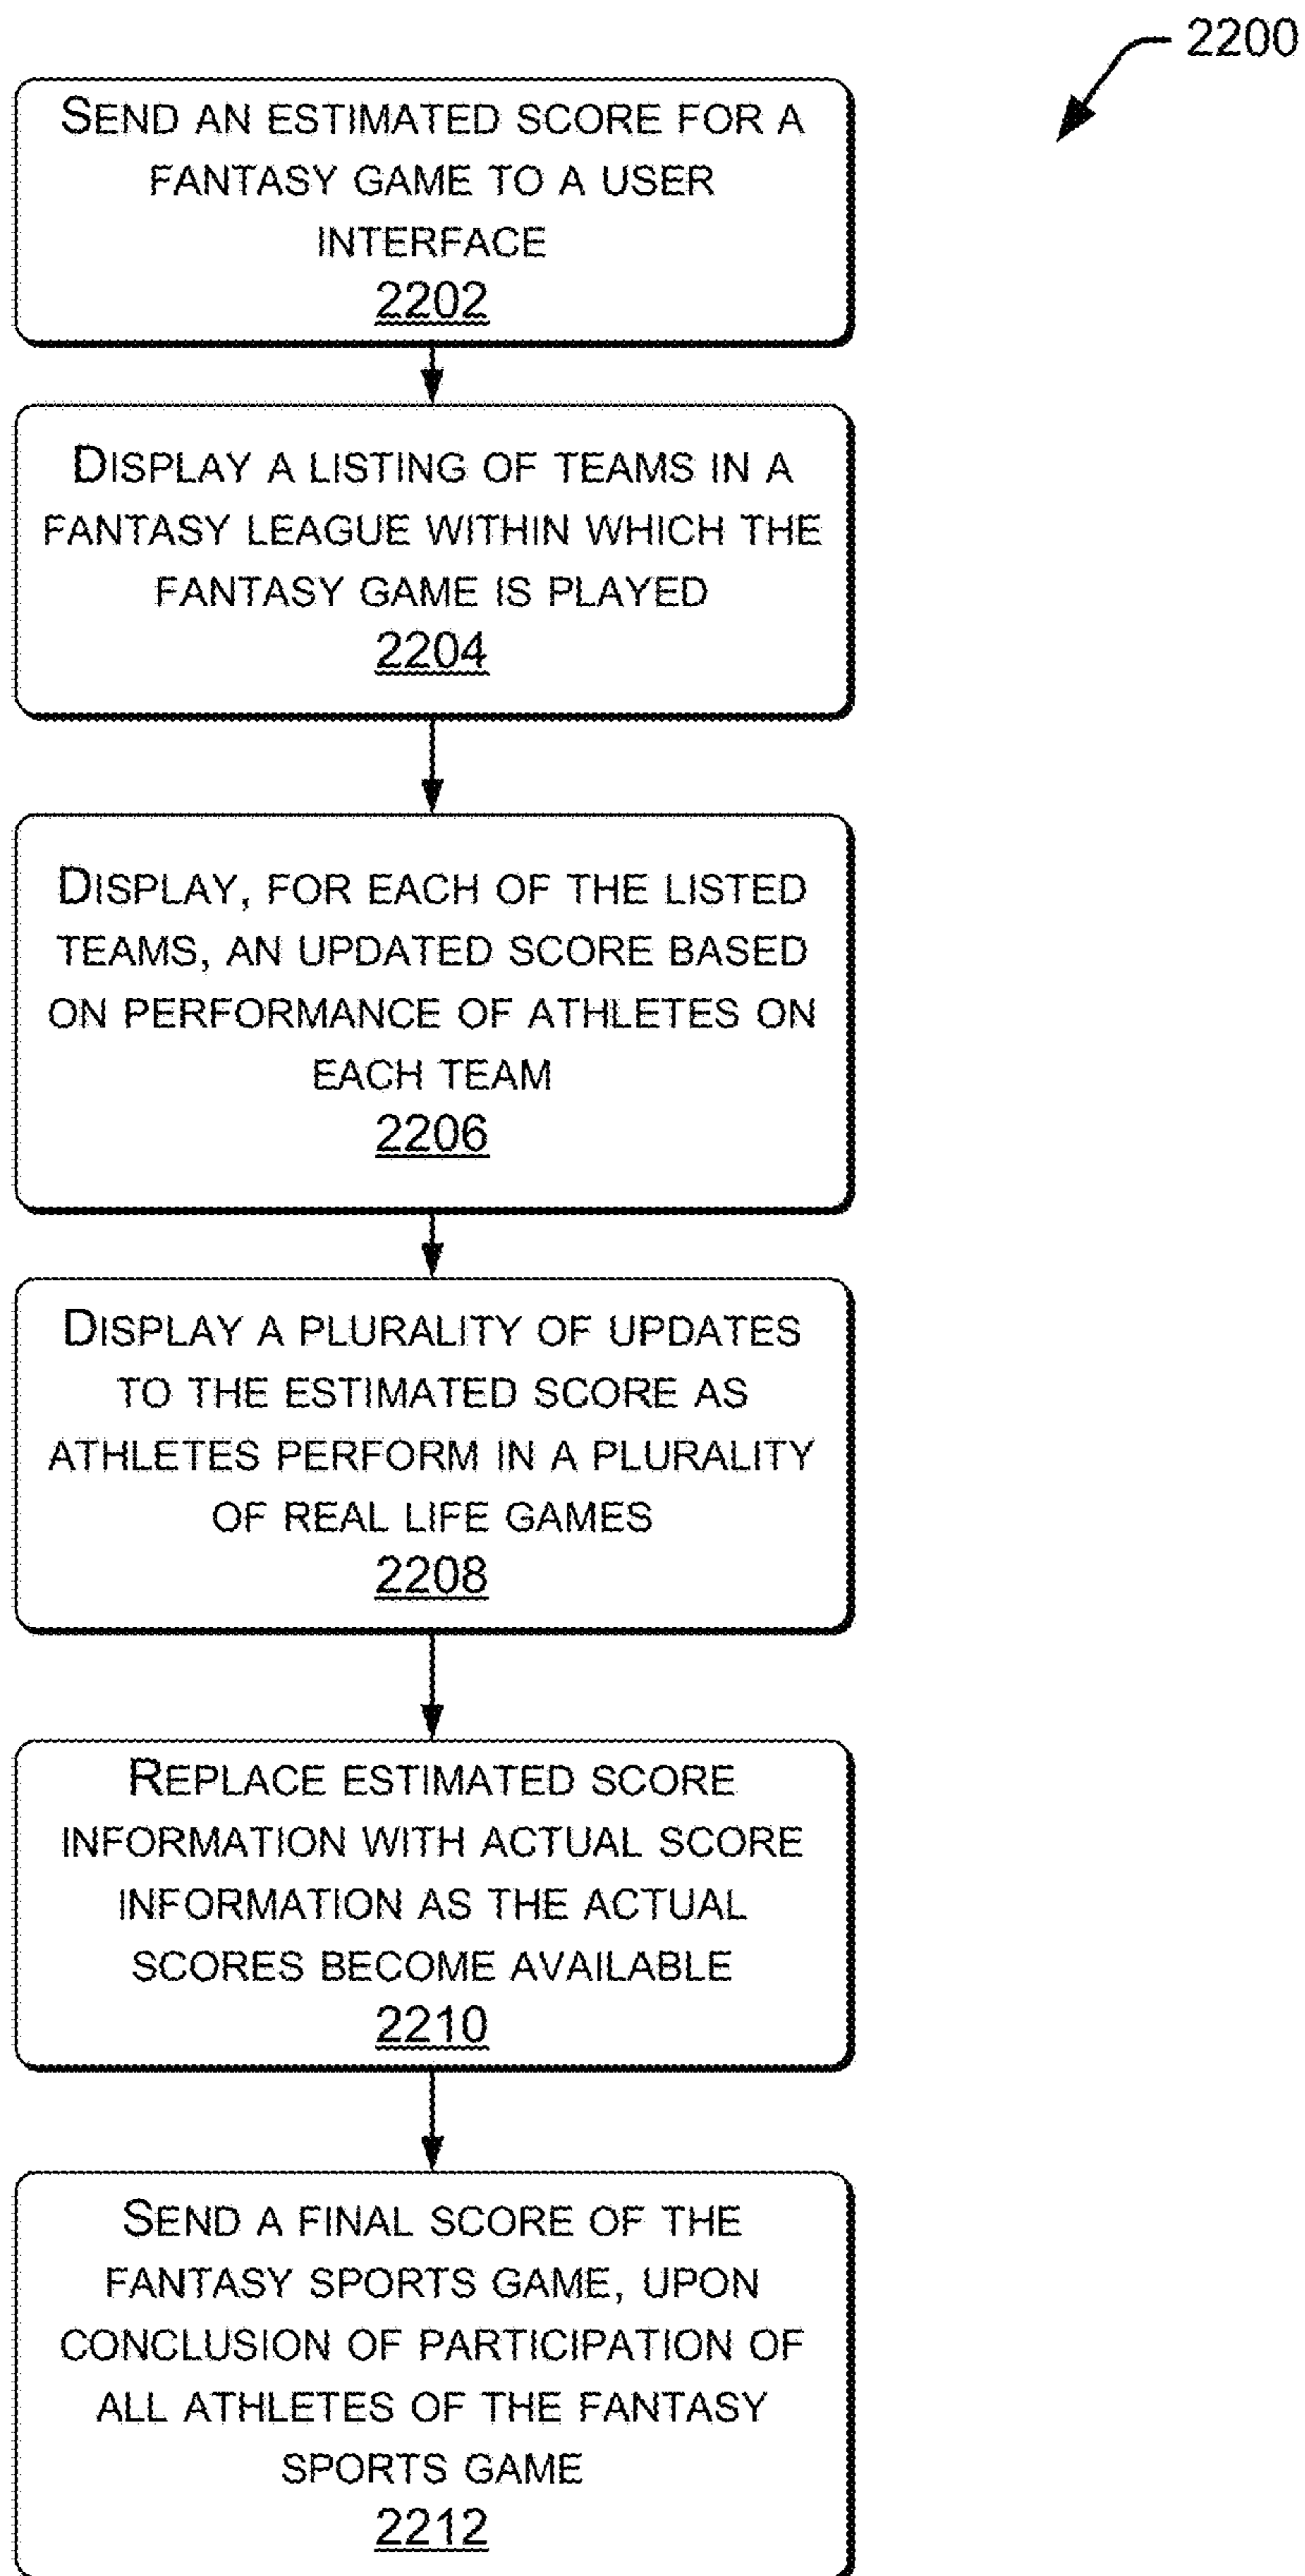 2200
SEND AN ESTIMATED SCORE FOR A
FANTASY GAME TO A USER
INTERFACE
2202
DISPLAY A LISTING OF TEAMS IN A
FANTASY LEAGUE WITHIN WHICH THE
FANTASY GAME IS PLAYED
2204
DISPLAY, FOR EACH OF THE LISTED
TEAMS, AN UPDATED SCORE BASED
ON PERFORMANCE OF ATHLETES ON
EACH TEAM
2206
DISPLAY A PLURALITY OF UPDATES
TO THE ESTIMATED SCORE AS
ATHLETES PERFORM IN A PLURALITY
OF REAL LIFE GAMES
2208
REPLACE ESTIMATED SCORE
INFORMATION WITH ACTUAL SCORE
INFORMATION AS THE ACTUAL
SCORES BECOME AVAILABLE
2210
SEND A FINAL SCORE OF THE
FANTASY SPORTS GAME, UPON
CONCLUSION OF PARTICIPATION OF
ALL ATHLETES OF THE FANTASY
SPORTS GAME
2212